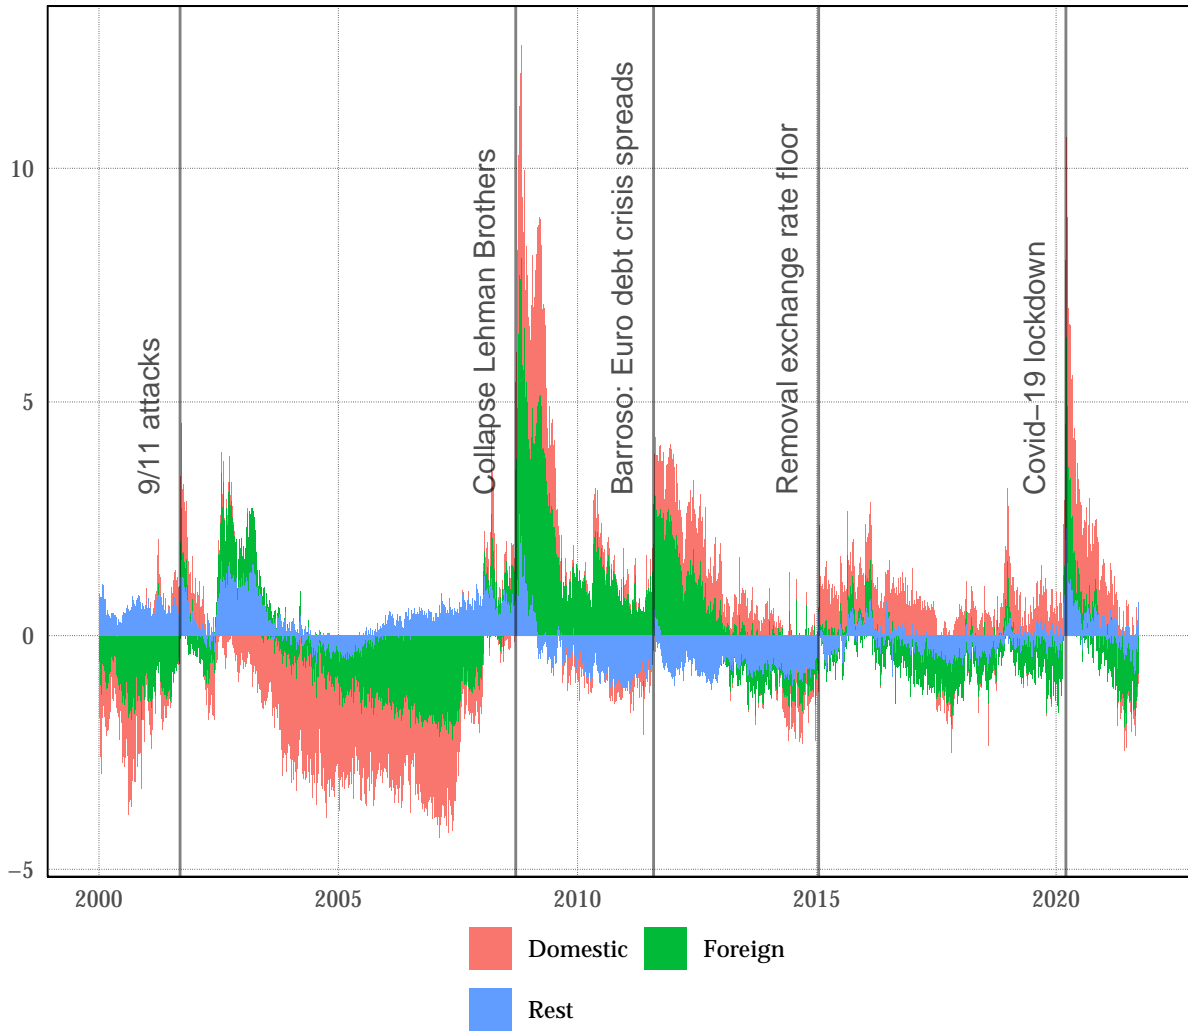 10
5
0
−5
9/11 attacks
Collapse Lehman Brothers
Barroso: Euro debt crisis spreads
Removal exchange rate floor
Covid−19 lockdown
2000
2005
2010
2015
2020
Domestic
Foreign
Rest